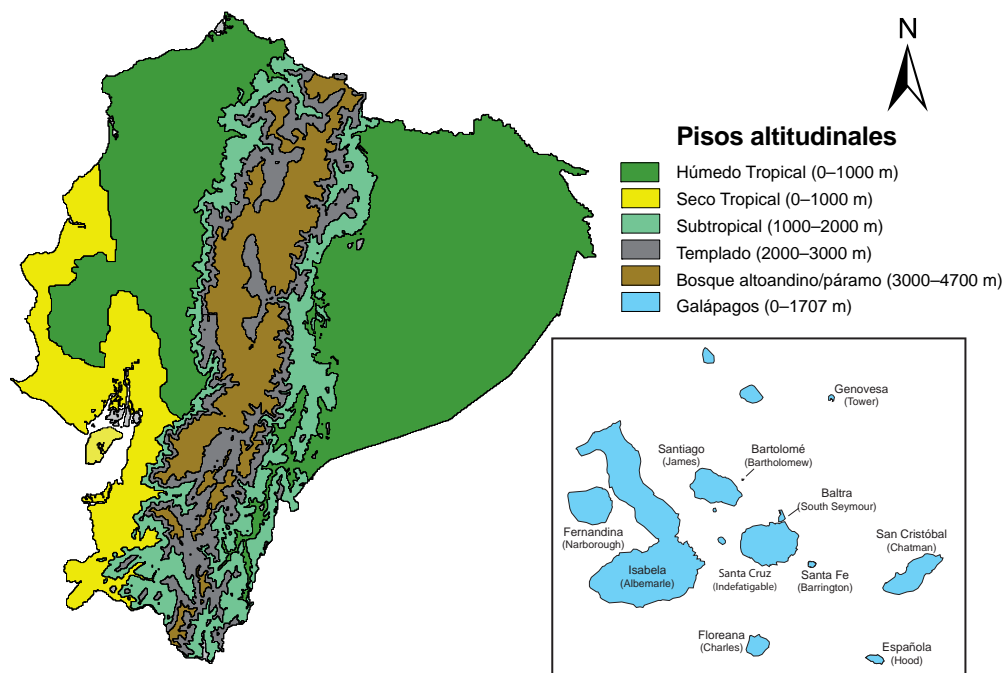 N
Pisos altitudinales
Húmedo Tropical (0–1000 m)
Seco Tropical (0–1000 m)
Subtropical (1000–2000 m)
Templado (2000–3000 m)
Bosque altoandino/páramo (3000–4700 m)
Galápagos (0–1707 m)
Genovesa
(Tower)
Santiago
(James)
Bartolomé
(Bartholomew)
Baltra
(South Seymour)
Fernandina
(Narborough)
San Cristóbal
(Chatman)
Isabela
(Albemarle)
Santa Cruz
(Indefatigable)
Santa Fe
(Barrington)
Floreana
(Charles)
Española
(Hood)